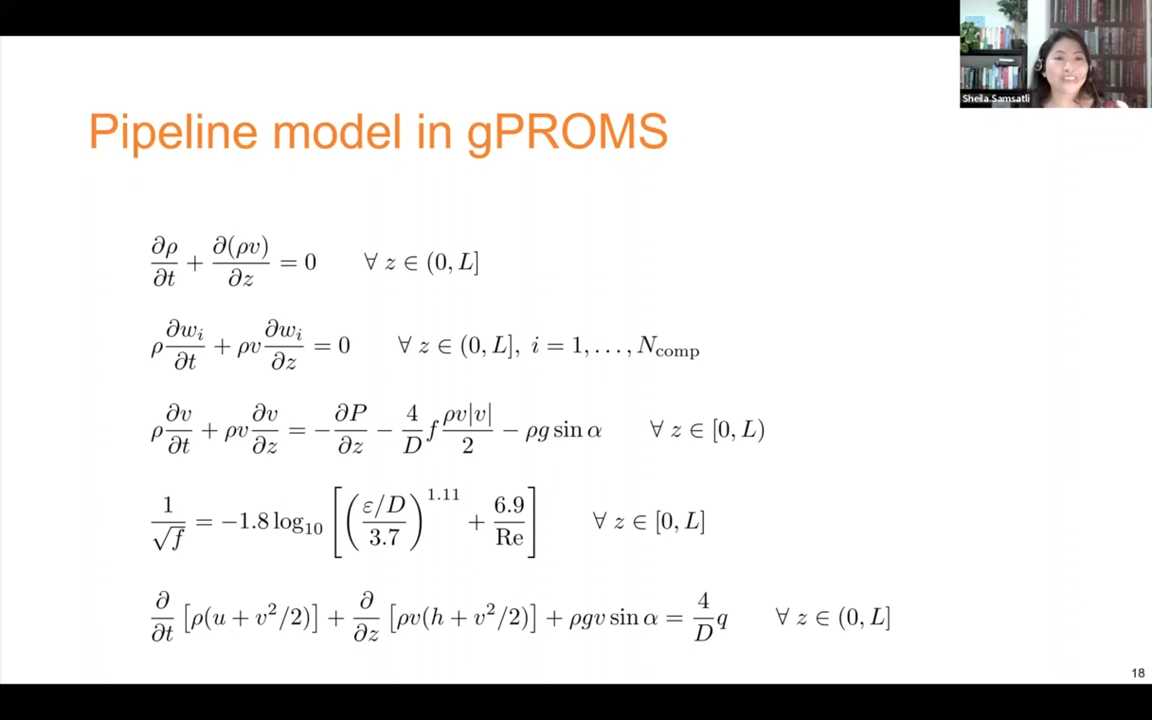 Sheila Samsatli
Pipeline model in gPROMS
∂ρ/∂t + ∂(ρv)/∂z = 0 ∀ z ∈ (0, L]
ρ ∂wᵢ/∂t + ρv ∂wᵢ/∂z = 0 ∀ z ∈ (0, L], i = 1, . . . , N_comp
ρ ∂v/∂t + ρv ∂v/∂z = −∂P/∂z − 4/D f ρv|v|/2 − ρg sin α ∀ z ∈ [0, L)
1/√f = −1.8 log₁₀ [((ε/D)/3.7)^1.11 + 6.9/Re] ∀ z ∈ [0, L]
∂/∂t [ρ(u + v²/2)] + ∂/∂z [ρv(h + v²/2)] + ρgv sin α = 4/D q ∀ z ∈ (0, L]
18